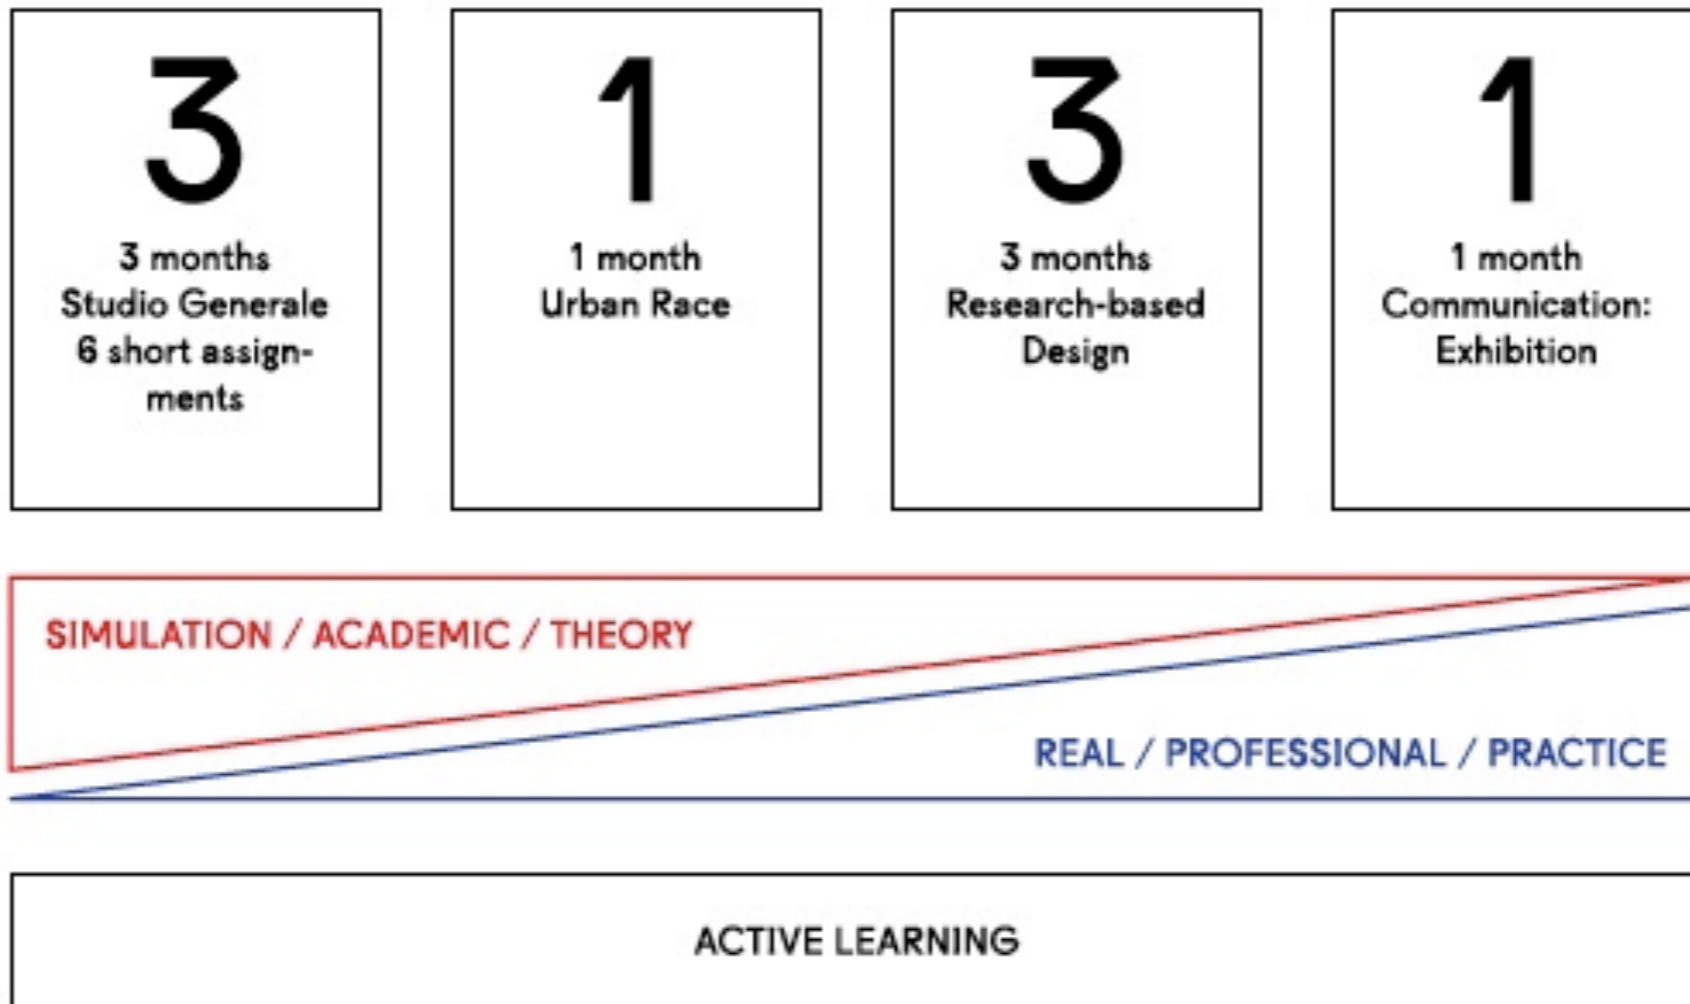 3
3 months
Studio Generale
6 short assign-
ments
1
1 month
Urban Race
3
3 months
Research-based
Design
1
1 month
Communication:
Exhibition
SIMULATION / ACADEMIC / THEORY
REAL / PROFESSIONAL / PRACTICE
ACTIVE LEARNING